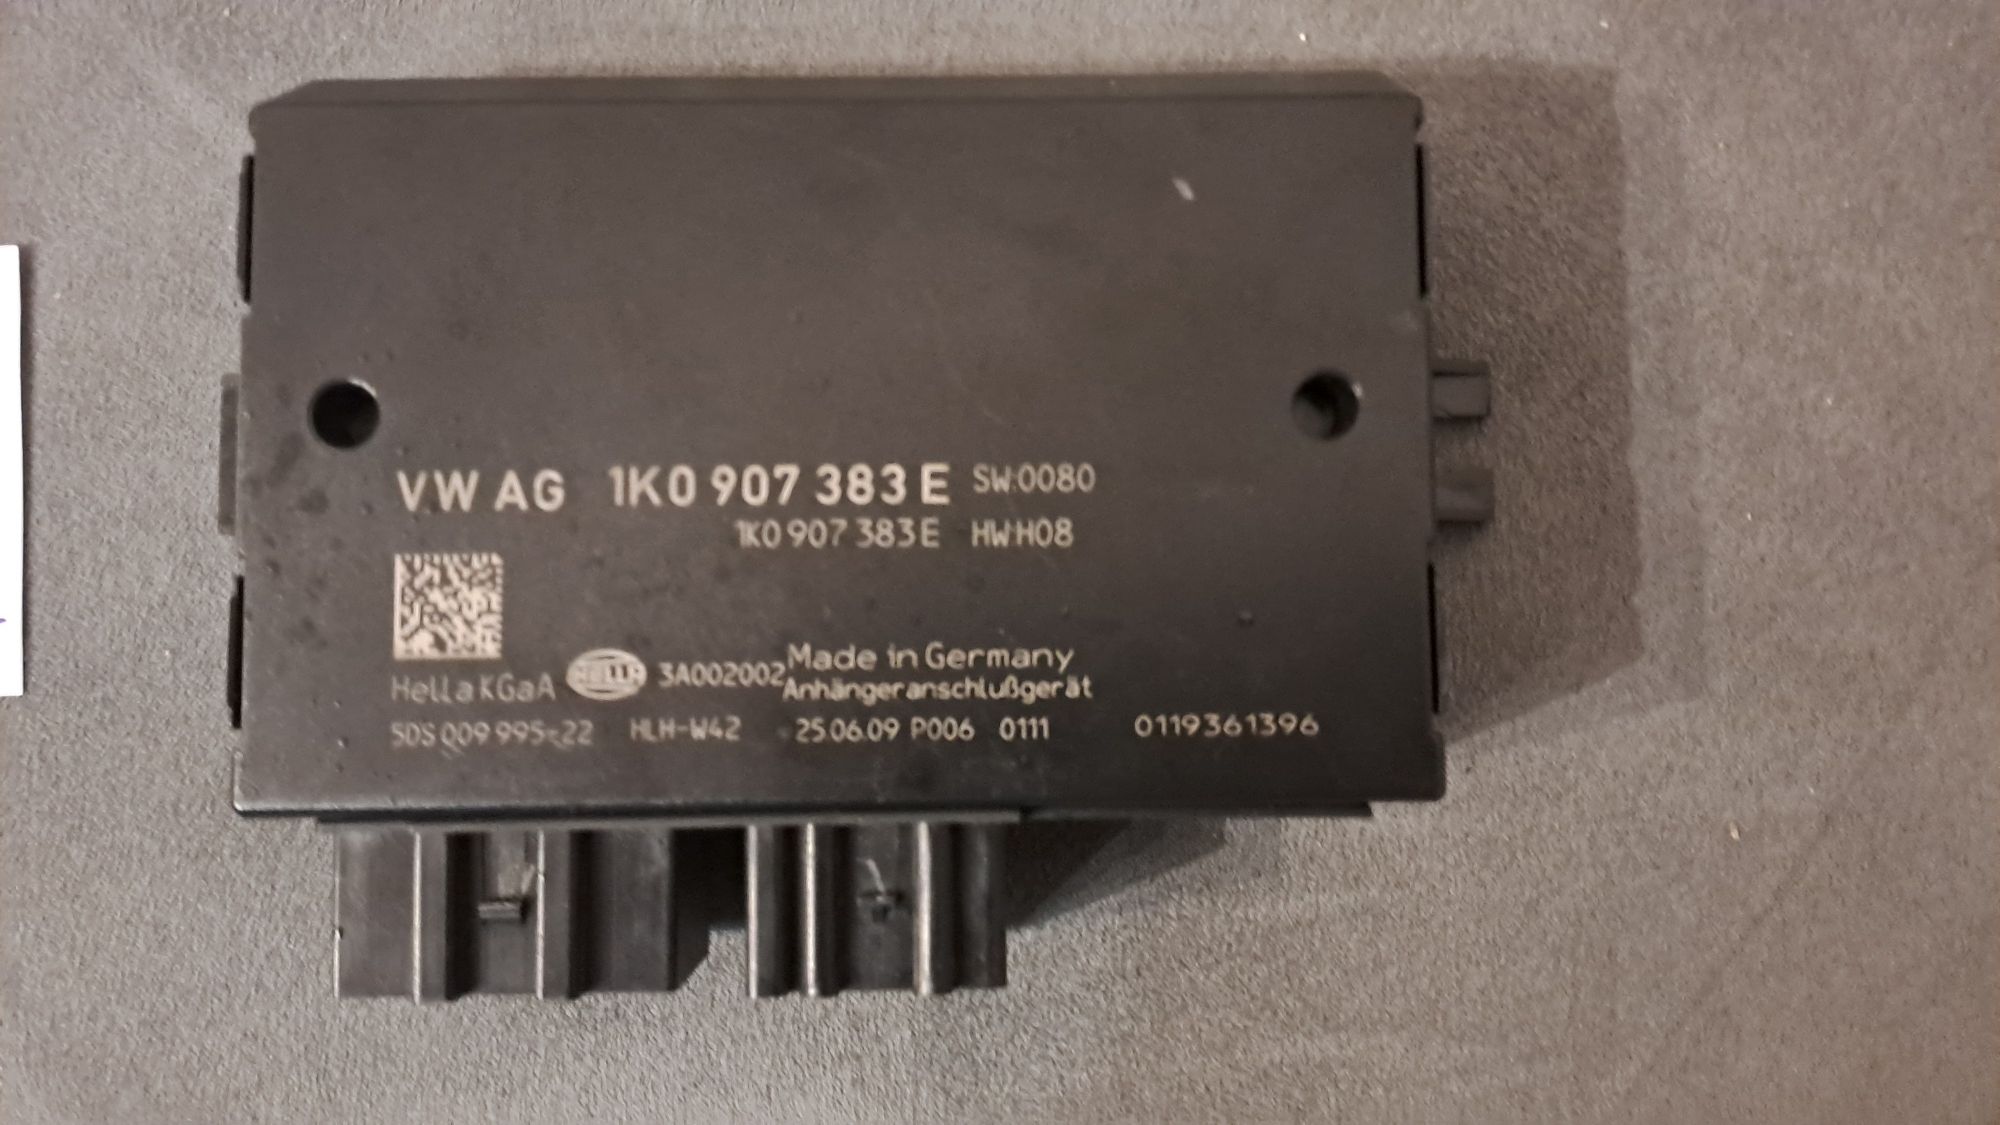 VW AG 1K0 907 383 E SW:0080
1K0 907 383 E HW H08
Made in Germany
HellaKGaA HELLA 3A002002 Anhängeranschlußgerät
5DS 009 995-22 HLH-W42 25.06.09 P006 0111 0119361396